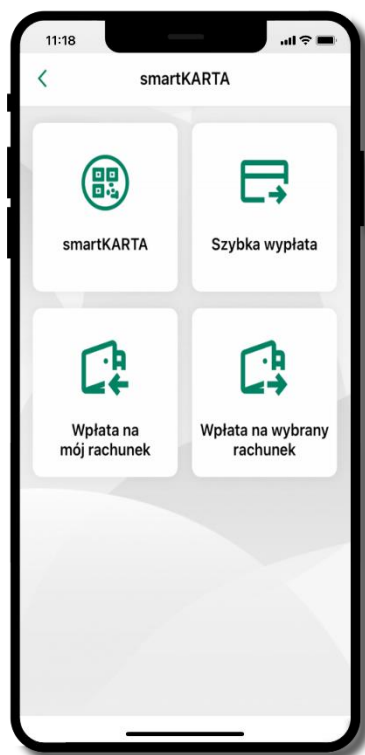 11:18
smartKARTA
smartKARTA
Szybka wypłata
Wpłata na
mój rachunek
Wpłata na wybrany
rachunek